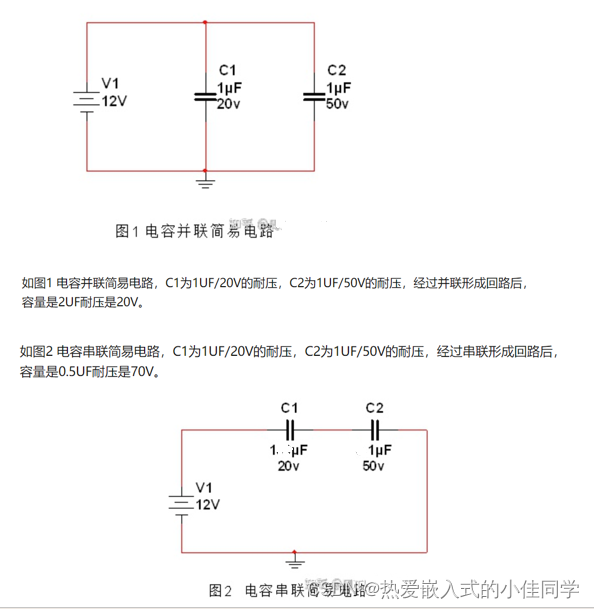 V1
12V
C1
1μF
20v
C2
1μF
50v
图1 电容并联简易电路
如图1 电容并联简易电路，C1为1UF/20V的耐压，C2为1UF/50V的耐压，经过并联形成回路后，
容量是2UF耐压是20V。
如图2 电容串联简易电路，C1为1UF/20V的耐压，C2为1UF/50V的耐压，经过串联形成回路后，
容量是0.5UF耐压是70V。
C1
1 μF
20v
C2
1μF
50v
V1
12V
图2 电容串联简易电路
@热爱嵌入式的小佳同学